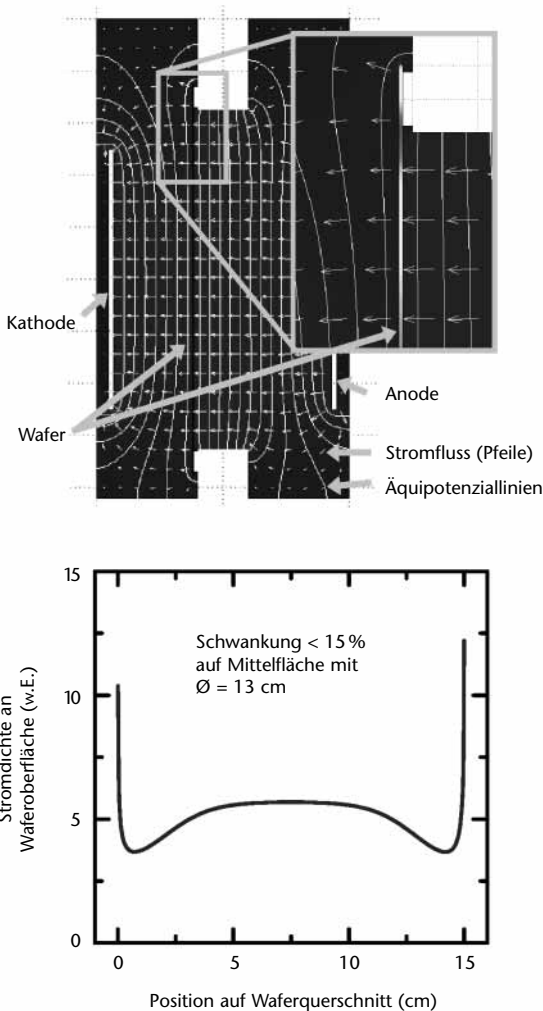 Kathode
Wafer
Anode
Stromfluss (Pfeile)
Äquipotenziallinien
15
10
5
0
Stromdichte an
Waferoberfläche (w.E.)
Schwankung < 15 %
auf Mittelfläche mit
Ø = 13 cm
0
5
10
15
Position auf Waferquerschnitt (cm)